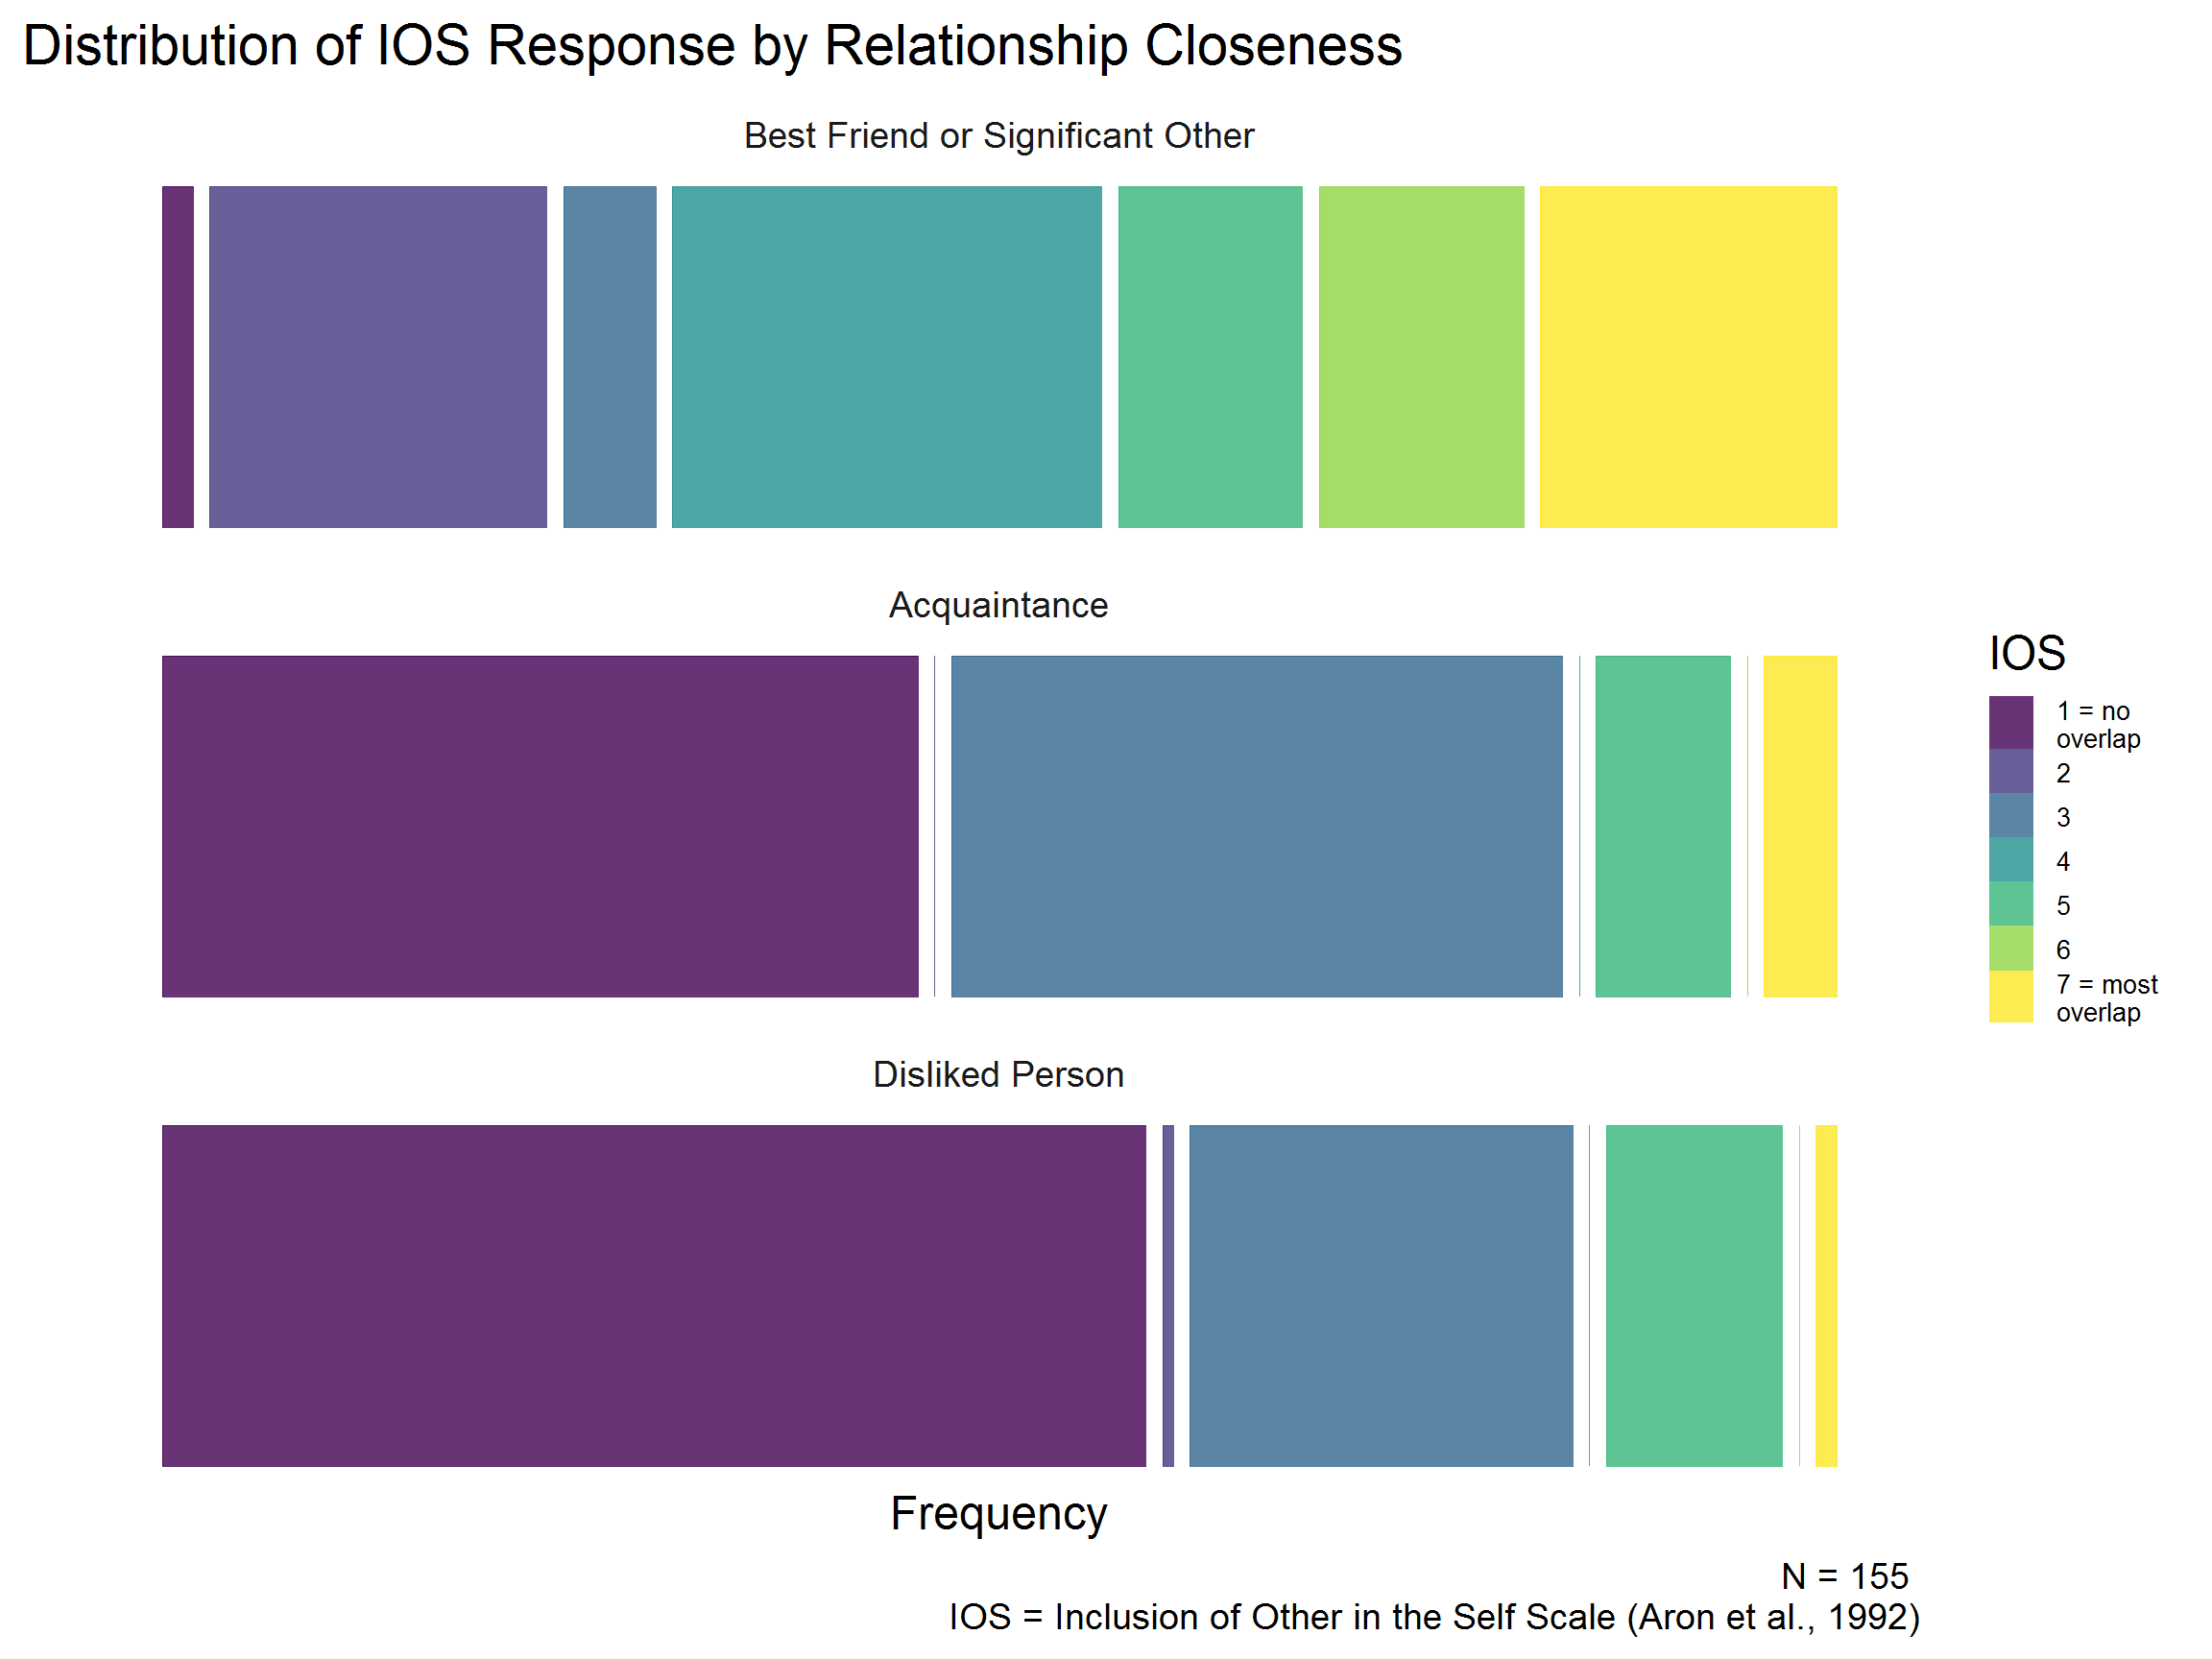 Distribution of IOS Response by Relationship Closeness
Best Friend or Significant Other
Acquaintance
IOS
1 = no
overlap
2
3
4
5
6
7 = most
overlap
Disliked Person
Frequency
N = 155
IOS = Inclusion of Other in the Self Scale (Aron et al., 1992)